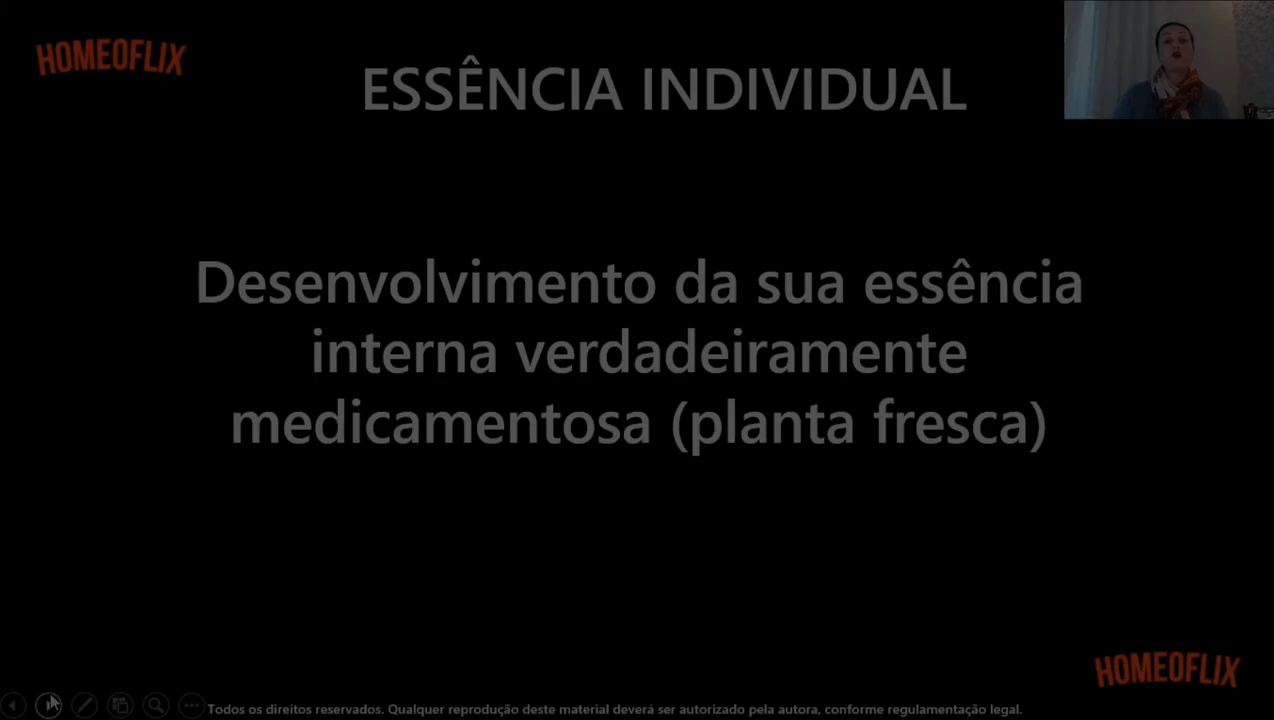 HOMEOFLIX
ESSÊNCIA INDIVIDUAL
Desenvolvimento da sua essência
interna verdadeiramente
medicamentosa (planta fresca)
HOMEOFLIX
Todos os direitos reservados. Qualquer reprodução deste material deverá ser autorizado pela autora, conforme regulamentação legal.